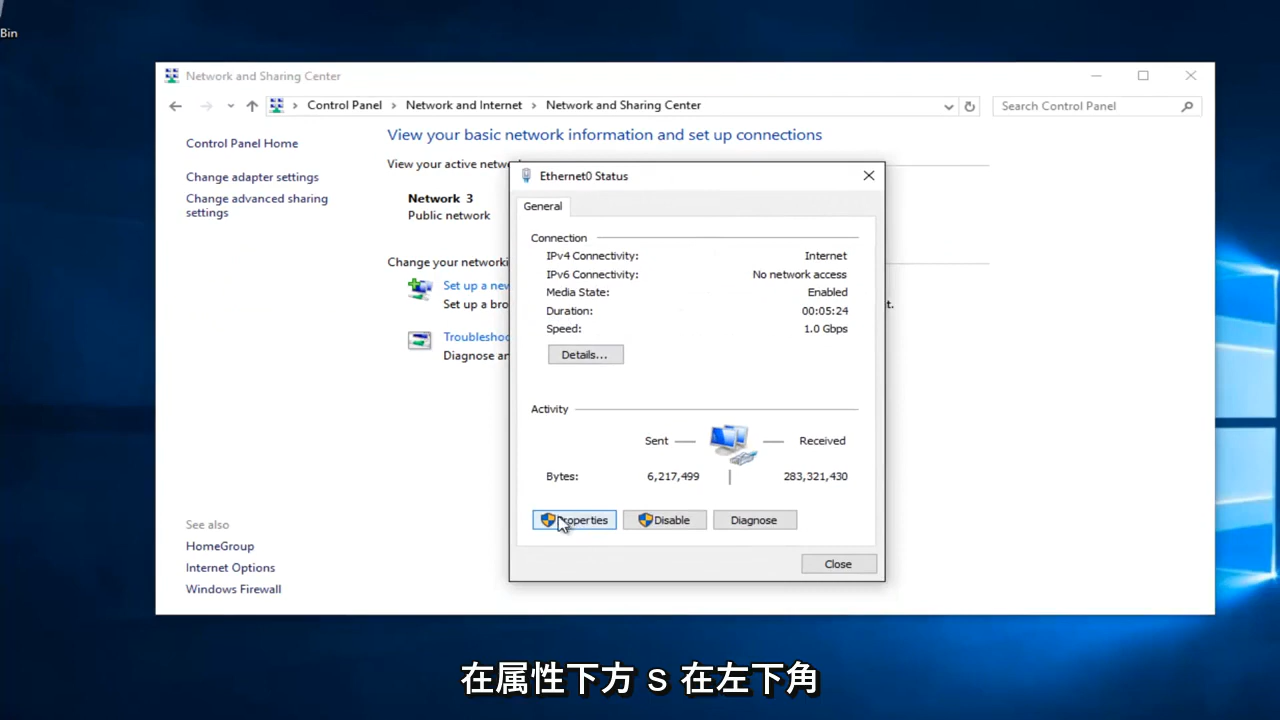 Bin
Network and Sharing Center
Control Panel > Network and Internet > Network and Sharing Center
Search Control Panel
Control Panel Home
Change adapter settings
Change advanced sharing
settings
See also
HomeGroup
Internet Options
Windows Firewall
View your basic network information and set up connections
View your active netwo
Network 3
Public network
Change your networki
Set up a new
Set up a bro
t.
Troubleshoo
Diagnose an
Ethernet0 Status
General
Connection
IPv4 Connectivity: Internet
IPv6 Connectivity: No network access
Media State: Enabled
Duration: 00:05:24
Speed: 1.0 Gbps
Details...
Activity
Sent Received
Bytes: 6,217,499 283,321,430
Properties Disable Diagnose
Close
在属性下方 s 在左下角